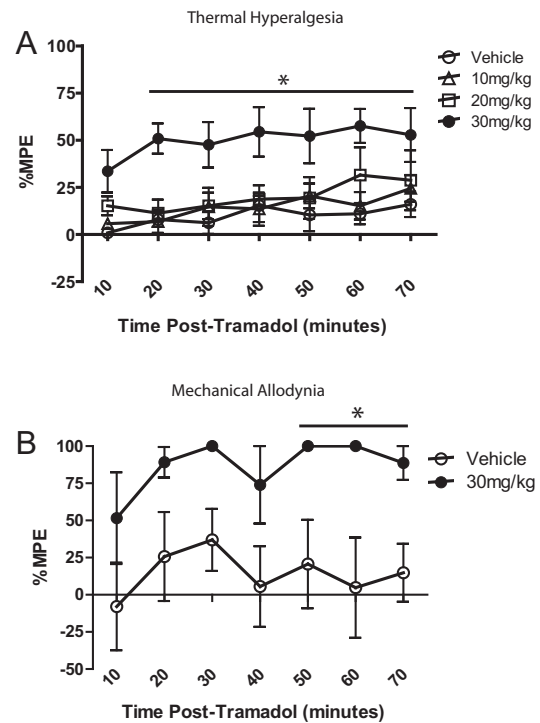 Thermal Hyperalgesia
A
100
75
50
25
0
-25
%MPE
*
Vehicle
10mg/kg
20mg/kg
30mg/kg
10 20 30 40 50 60 70
Time Post-Tramadol (minutes)
Mechanical Allodynia
B
100
75
50
25
0
-25
-50
%MPE
*
Vehicle
30mg/kg
10 20 30 40 50 60 70
Time Post-Tramadol (minutes)